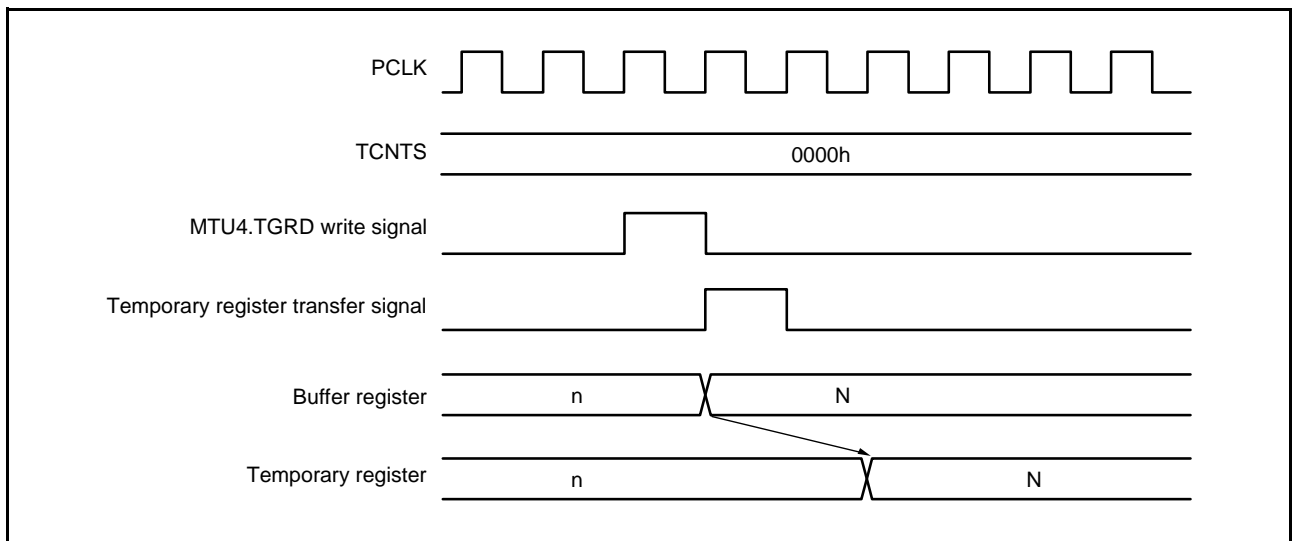 PCLK
TCNTS
0000h
MTU4.TGRD write signal
Temporary register transfer signal
Buffer register
n
N
Temporary register
n
N